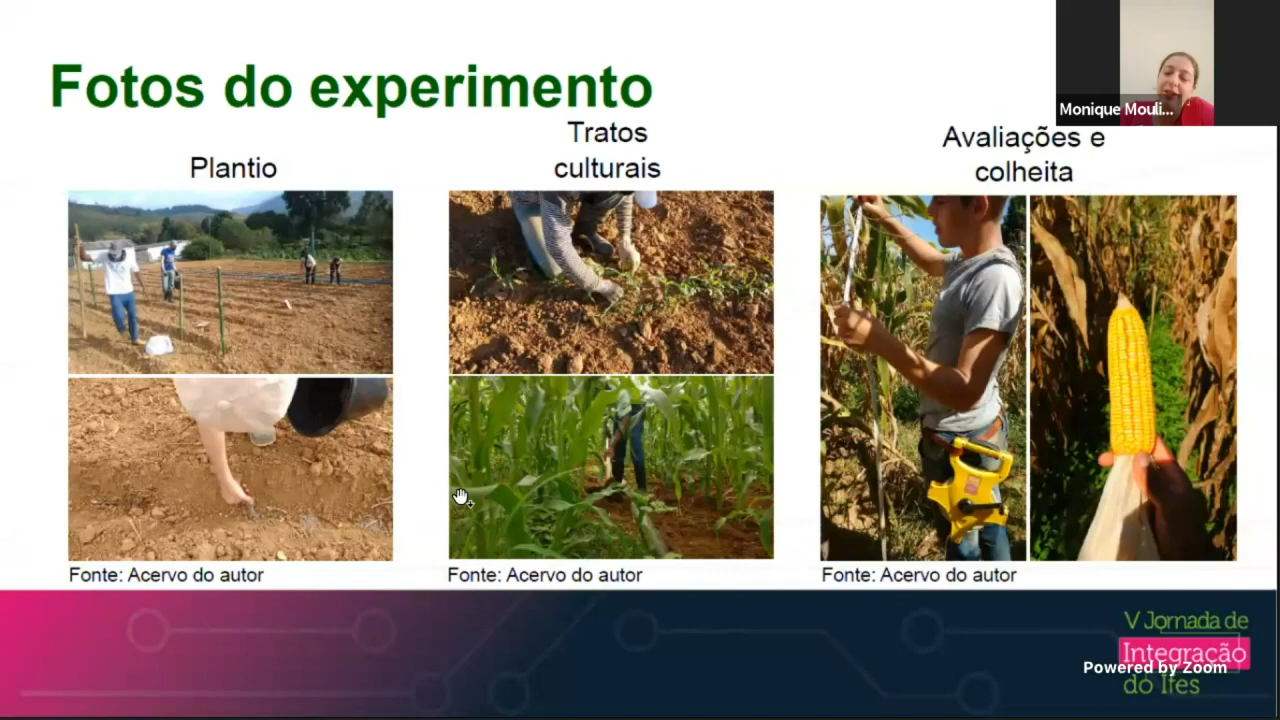 Fotos do experimento
Monique Mouli...
Plantio
Tratos
culturais
Avaliações e
colheita
Fonte: Acervo do autor
Fonte: Acervo do autor
Fonte: Acervo do autor
V Jornada de
Integração
do Ifes
Powered by Zoom